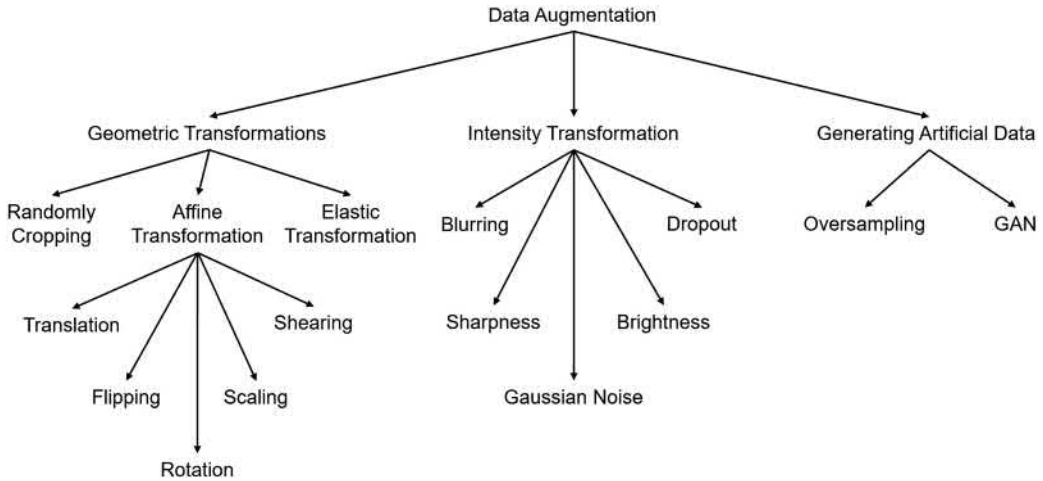 Data Augmentation
Geometric Transformations
Intensity Transformation
Generating Artificial Data
Randomly
Cropping
Affine
Transformation
Elastic
Transformation
Blurring
Dropout
Oversampling
GAN
Translation
Shearing
Sharpness
Brightness
Flipping
Scaling
Gaussian Noise
Rotation